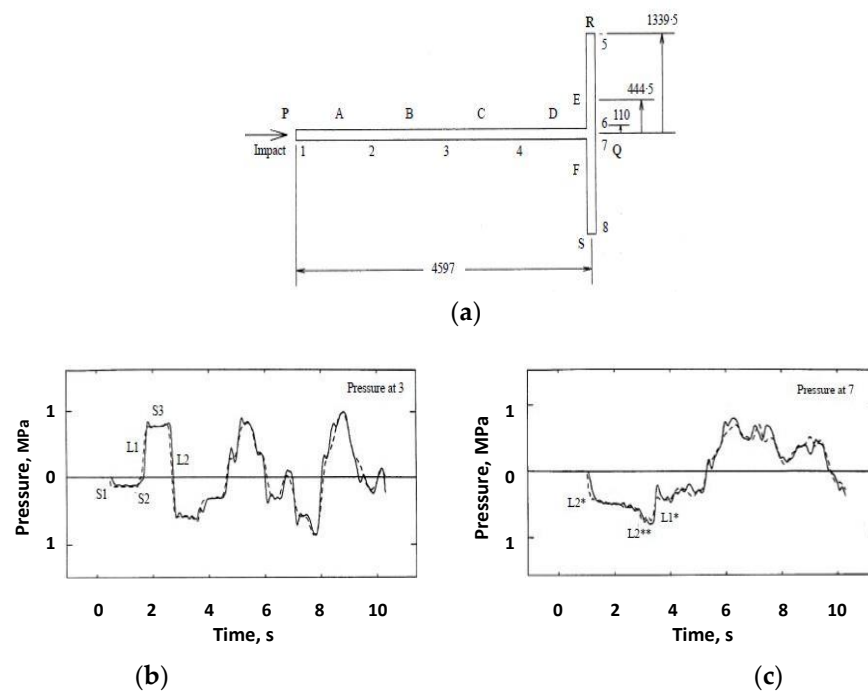 R 1339·5
5
E 444·5
P A B C D 6 110
Impact 1 2 3 4 7 Q
F
8
S
4597
(a)
Pressure at 3
Pressure, MPa
1
0
1
S1 S2 L1 S3 L2
0 2 4 6 8 10
Time, s
(b)
Pressure at 7
Pressure, MPa
1
0
1
L2* L2** L1*
0 2 4 6 8 10
Time, s
(c)